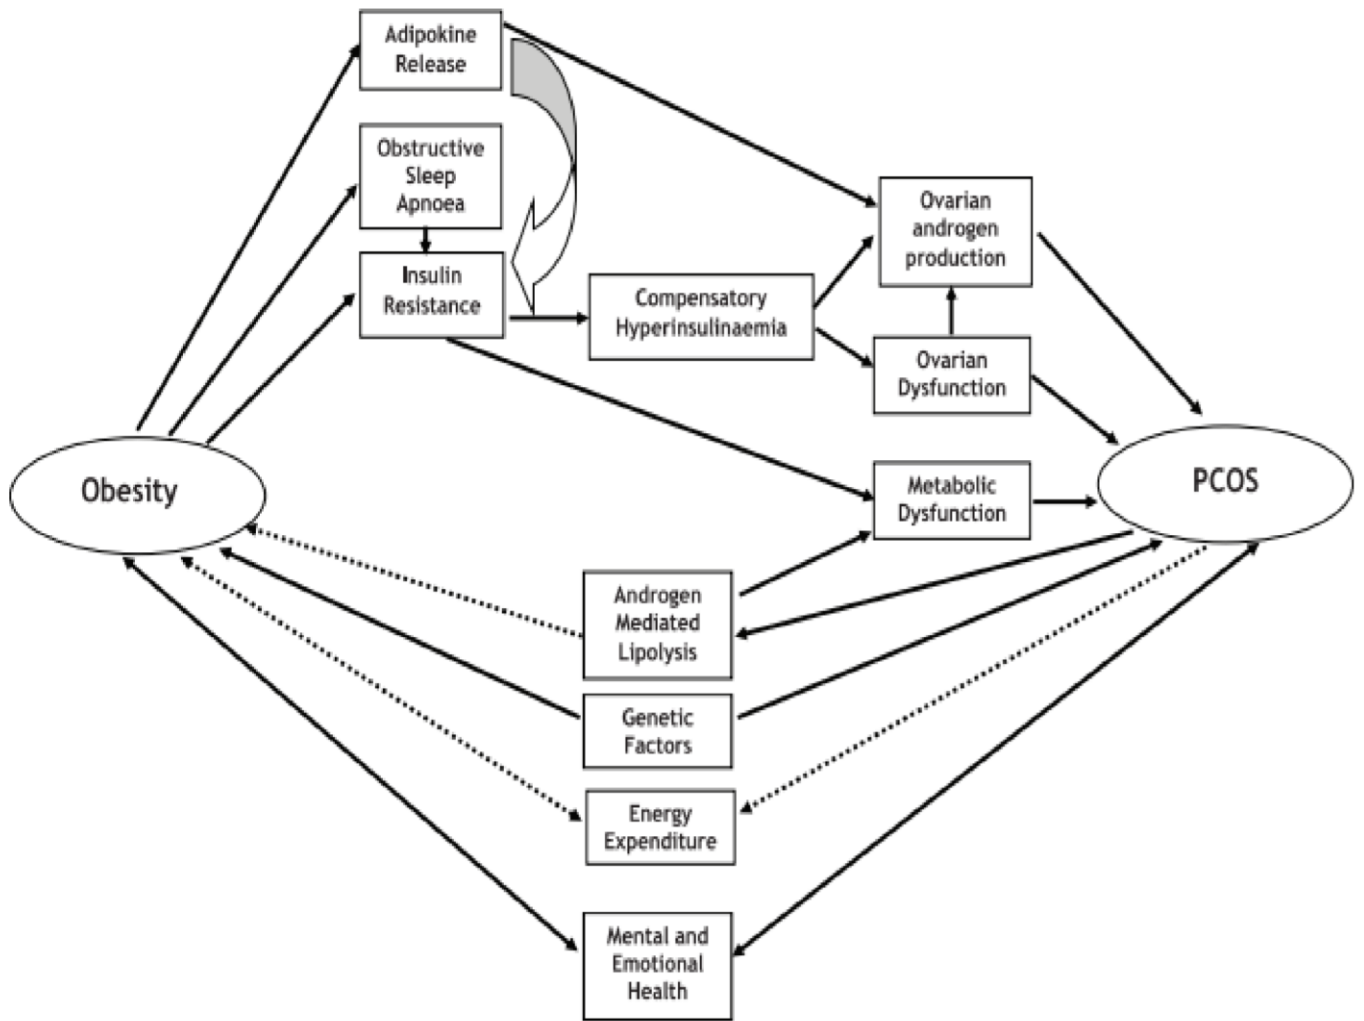 Adipokine
Release
Obstructive
Sleep
Apnoea
Insulin
Resistance
Compensatory
Hyperinsulinaemia
Ovarian
androgen
production
Ovarian
Dysfunction
Obesity
Metabolic
Dysfunction
PCOS
Androgen
Mediated
Lipolysis
Genetic
Factors
Energy
Expenditure
Mental and
Emotional
Health